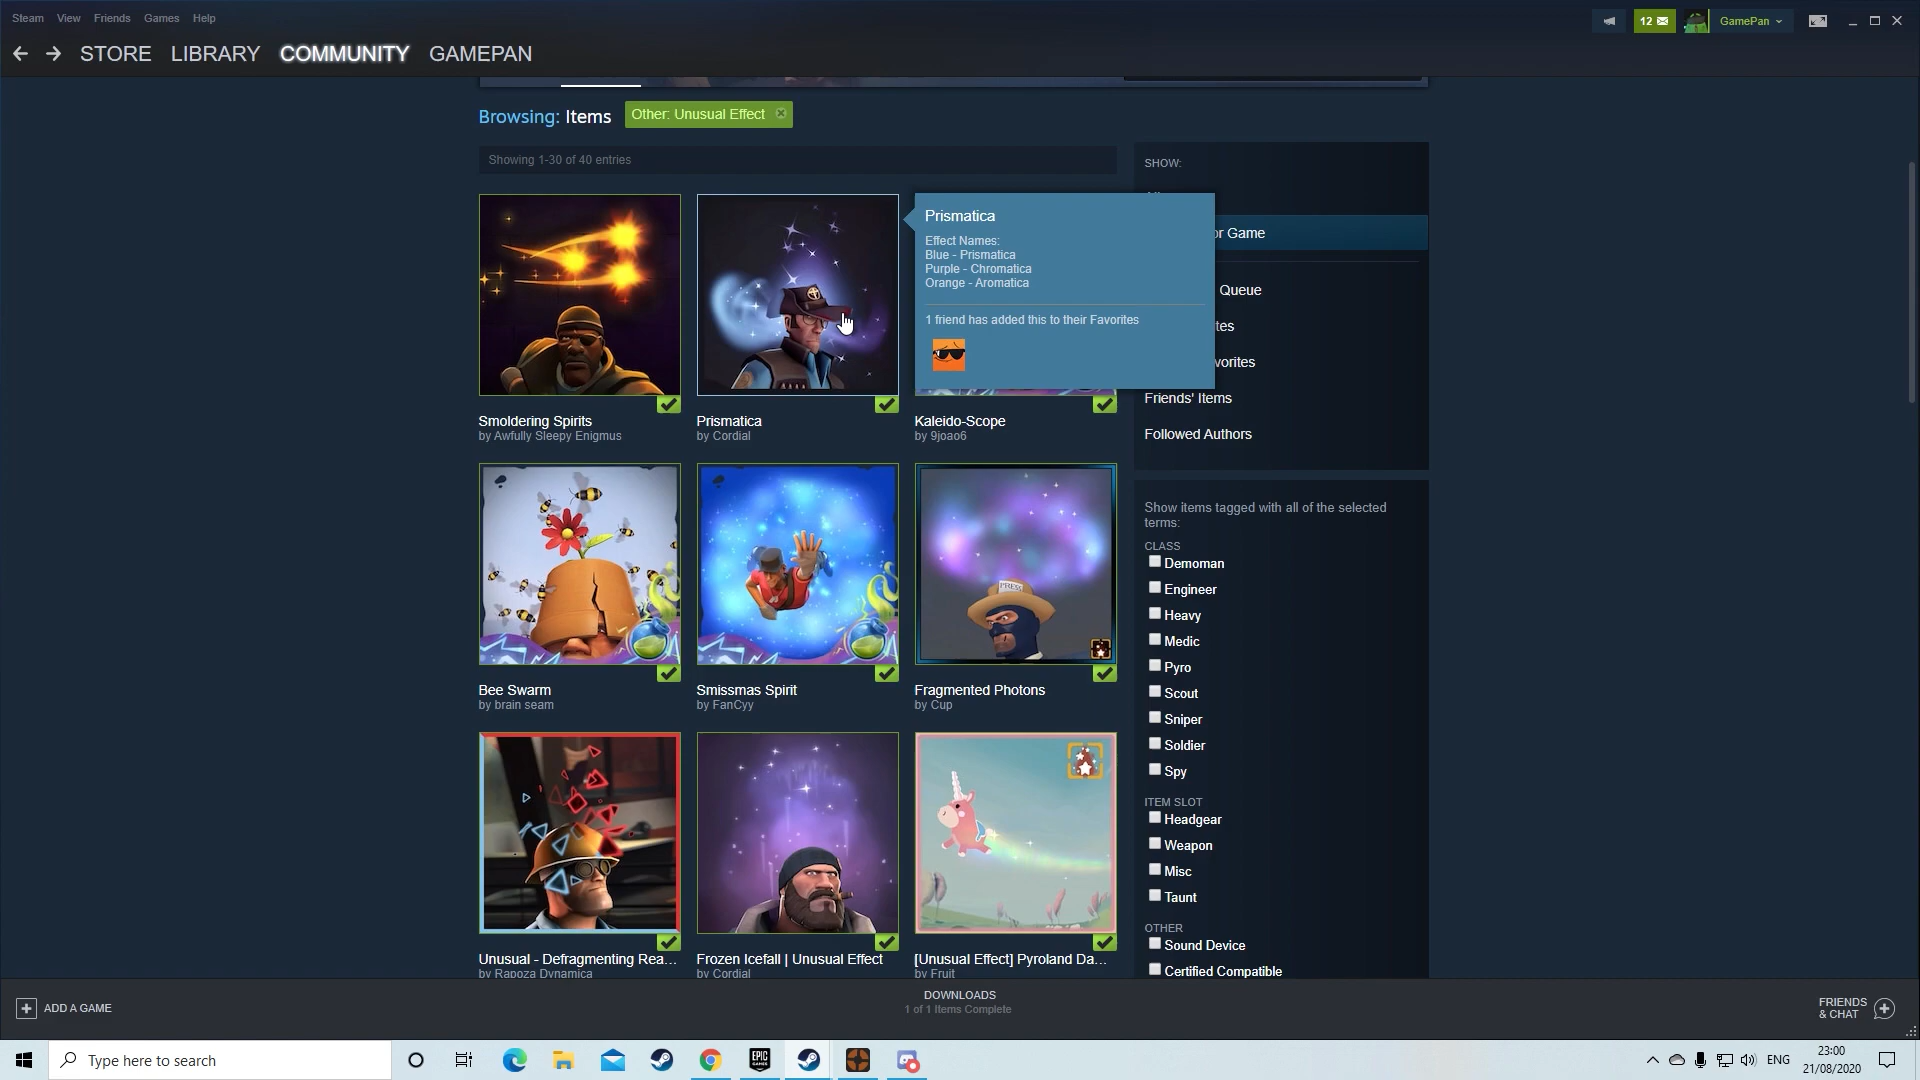 Steam View Friends Games Help
12
GamePan
STORE LIBRARY COMMUNITY GAMEPAN
Browsing: Items
Other: Unusual Effect
Showing 1-30 of 40 entries
SHOW:
Prismatica
Effect Names:
Blue - Prismatica
Purple - Chromatica
Orange - Aromatica
1 friend has added this to their Favorites
or Game
Queue
Friends' Items
Followed Authors
Smoldering Spirits
by Awfully Sleepy Enigmus
Prismatica
by Cordial
Kaleido-Scope
by 9joao6
PRESS
Bee Swarm
by brain seam
Smissmas Spirit
by FanCyy
Fragmented Photons
by Cup
Unusual - Defragmenting Rea...
by Rapoza Dynamica
Frozen Icefall | Unusual Effect
by Cordial
[Unusual Effect] Pyroland Da...
by Fruit
Show items tagged with all of the selected
terms:
CLASS
Demoman
Engineer
Heavy
Medic
Pyro
Scout
Sniper
Soldier
Spy
ITEM SLOT
Headgear
Weapon
Misc
Taunt
OTHER
Sound Device
Certified Compatible
ADD A GAME
DOWNLOADS
1 of 1 Items Complete
FRIENDS
& CHAT
Type here to search
EPIC
GAMES
ENG
23:00
21/08/2020